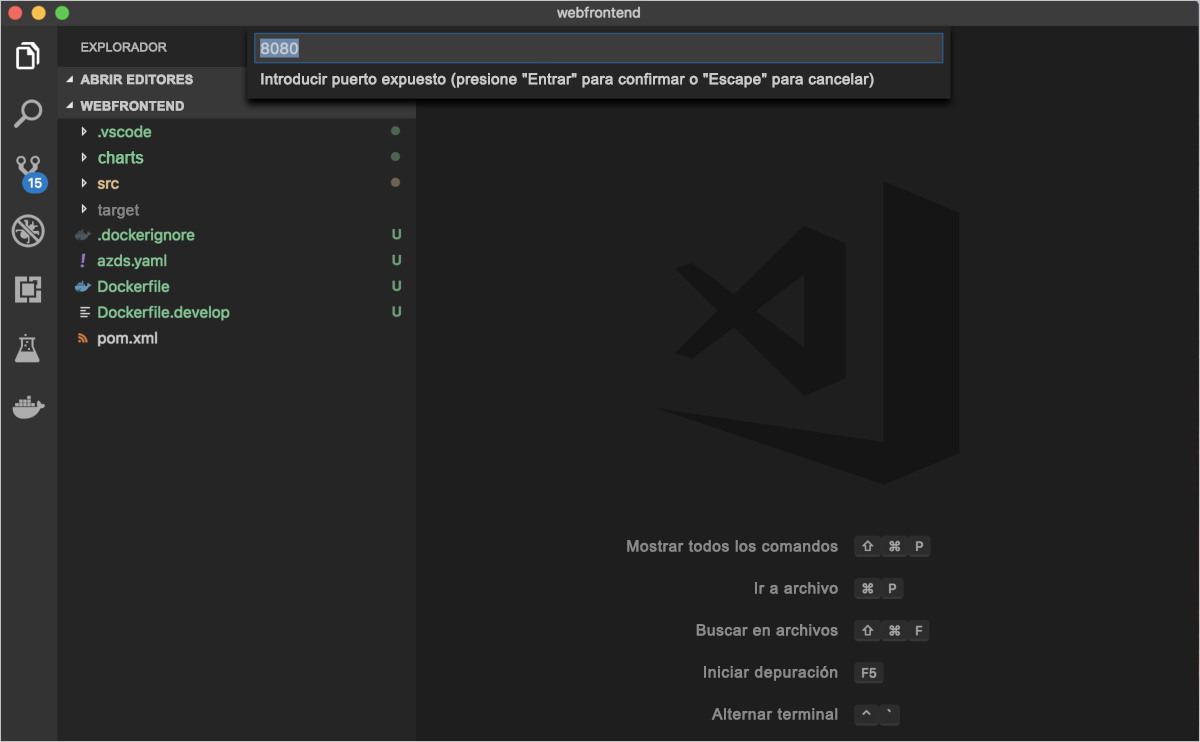 webfrontend
EXPLORADOR
8080
Introducir puerto expuesto (presione "Entrar" para confirmar o "Escape" para cancelar)
ABRIR EDITORES
WEBFRONTEND
.vscode
charts
src
15
target
.dockerignore U
! azds.yaml U
Dockerfile U
Dockerfile.develop U
pom.xml
Mostrar todos los comandos ⇧ ⌘ P
Ir a archivo ⌘ P
Buscar en archivos ⇧ ⌘ F
Iniciar depuración F5
Alternar terminal ^ `